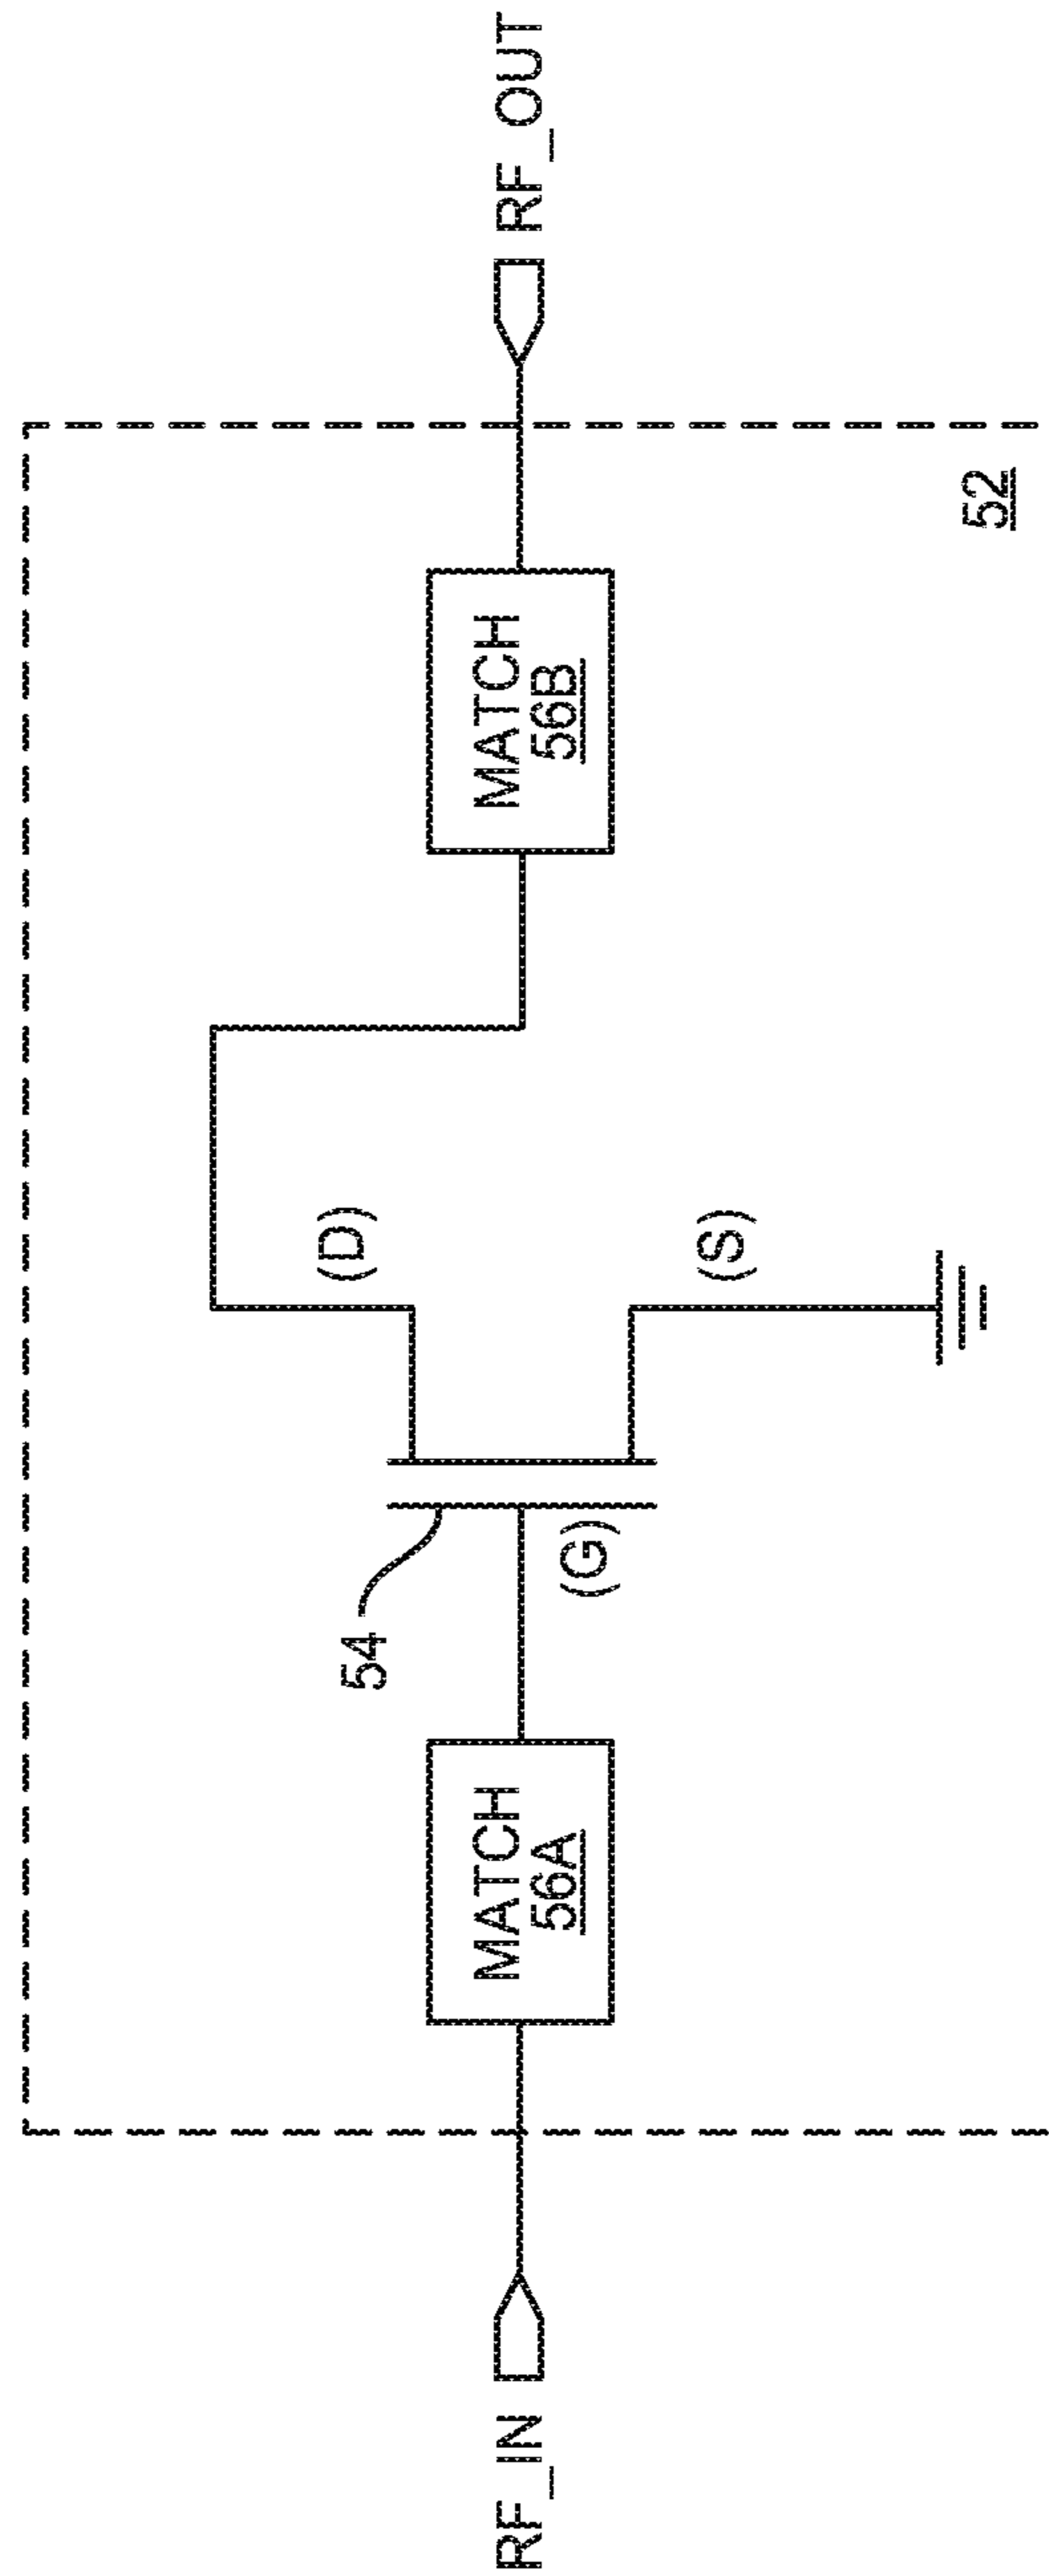 RF_IN
MATCH
56A
54
(G)
(D)
(S)
MATCH
56B
52
RF_OUT